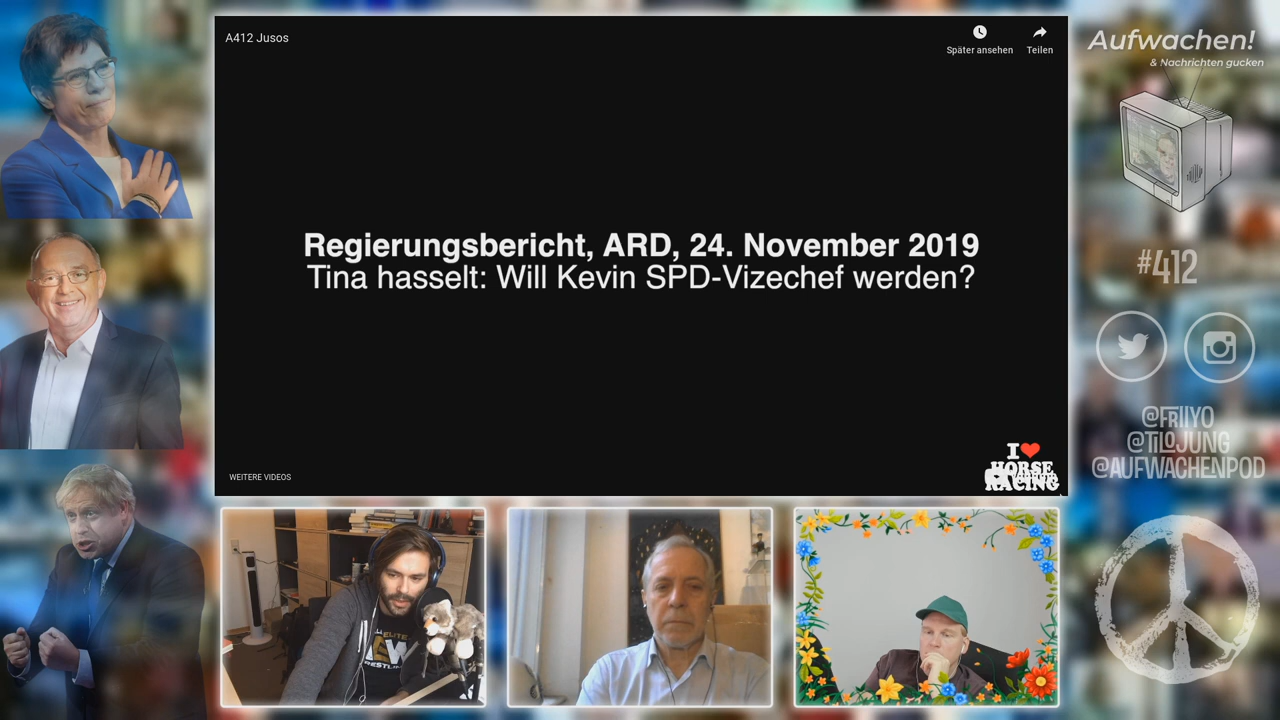 A412 Jusos
Später ansehen
Teilen
Regierungsbericht, ARD, 24. November 2019
Tina hasselt: Will Kevin SPD-Vizechef werden?
WEITERE VIDEOS
I
HORSE
RACING
Aufwachen!
& Nachrichten gucken
#412
@FRIIYO
@TILOJUNG
@AUFWACHENPOD